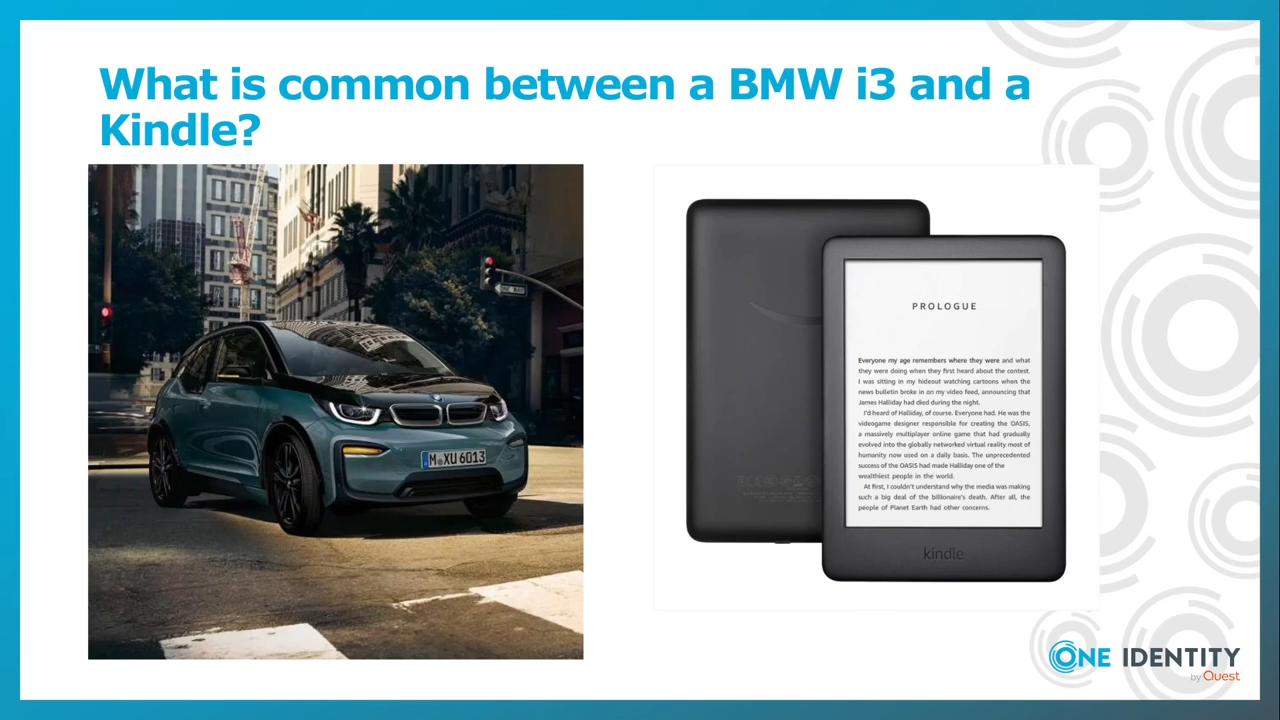 What is common between a BMW i3 and a
Kindle?
ONE WAY
M XU 6013
PROLOGUE
Everyone my age remembers where they were and what
they were doing when they first heard about the contest.
I was sitting in my hideout watching cartoons when the
news bulletin broke in on my video feed, announcing that
James Halliday had died during the night.
I'd heard of Halliday, of course. Everyone had. He was the
videogame designer responsible for creating the OASIS,
a massively multiplayer online game that had gradually
evolved into the globally networked virtual reality most of
humanity now used on a daily basis. The unprecedented
success of the OASIS had made Halliday one of the
wealthiest people in the world.
At first, I couldn't understand why the media was making
such a big deal of the billionaire's death. After all, the
people of Planet Earth had other concerns.
kindle
ONE IDENTITY
by Quest